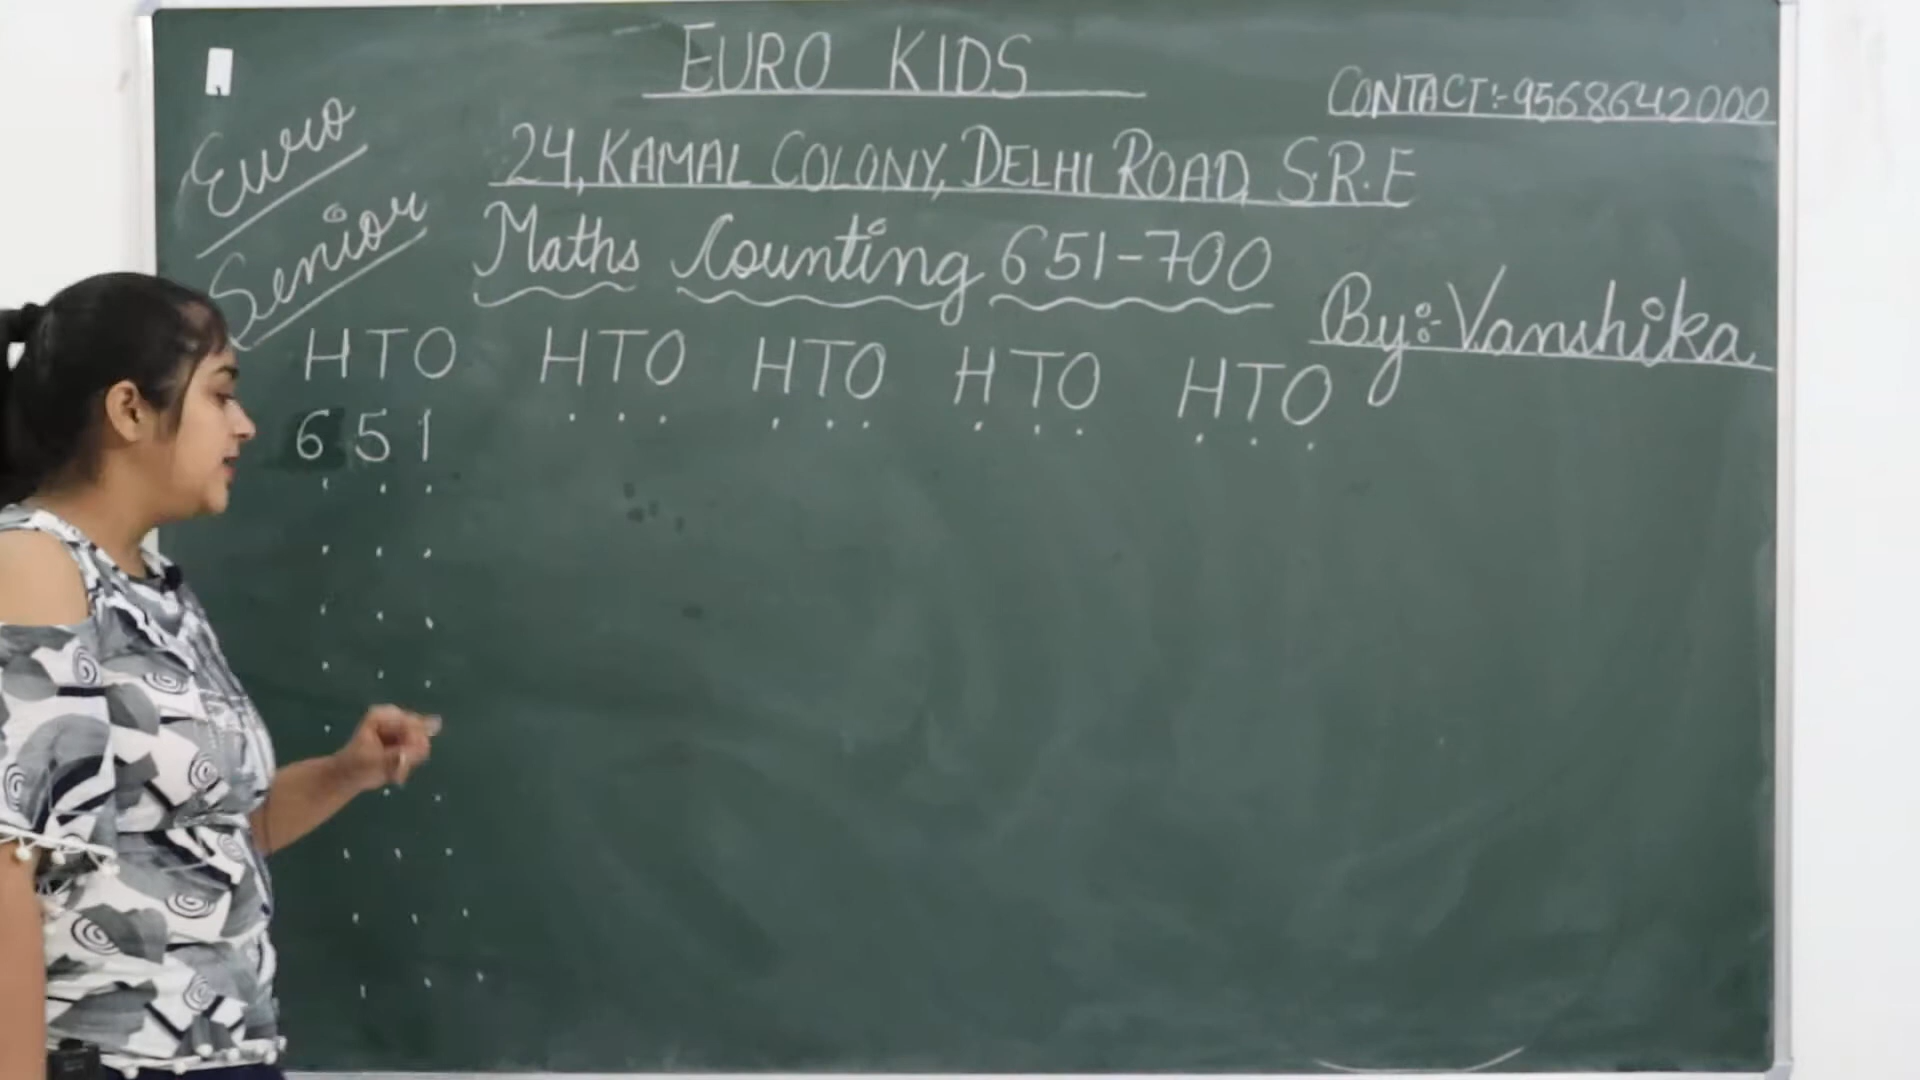 EURO KIDS
CONTACT:-9568642000
Euro
Senior
24, KAMAL COLONY, DELHI ROAD, S.R.E
Maths Counting 651-700
By:- Vanshika
HTO HTO HTO HTO HTO
651